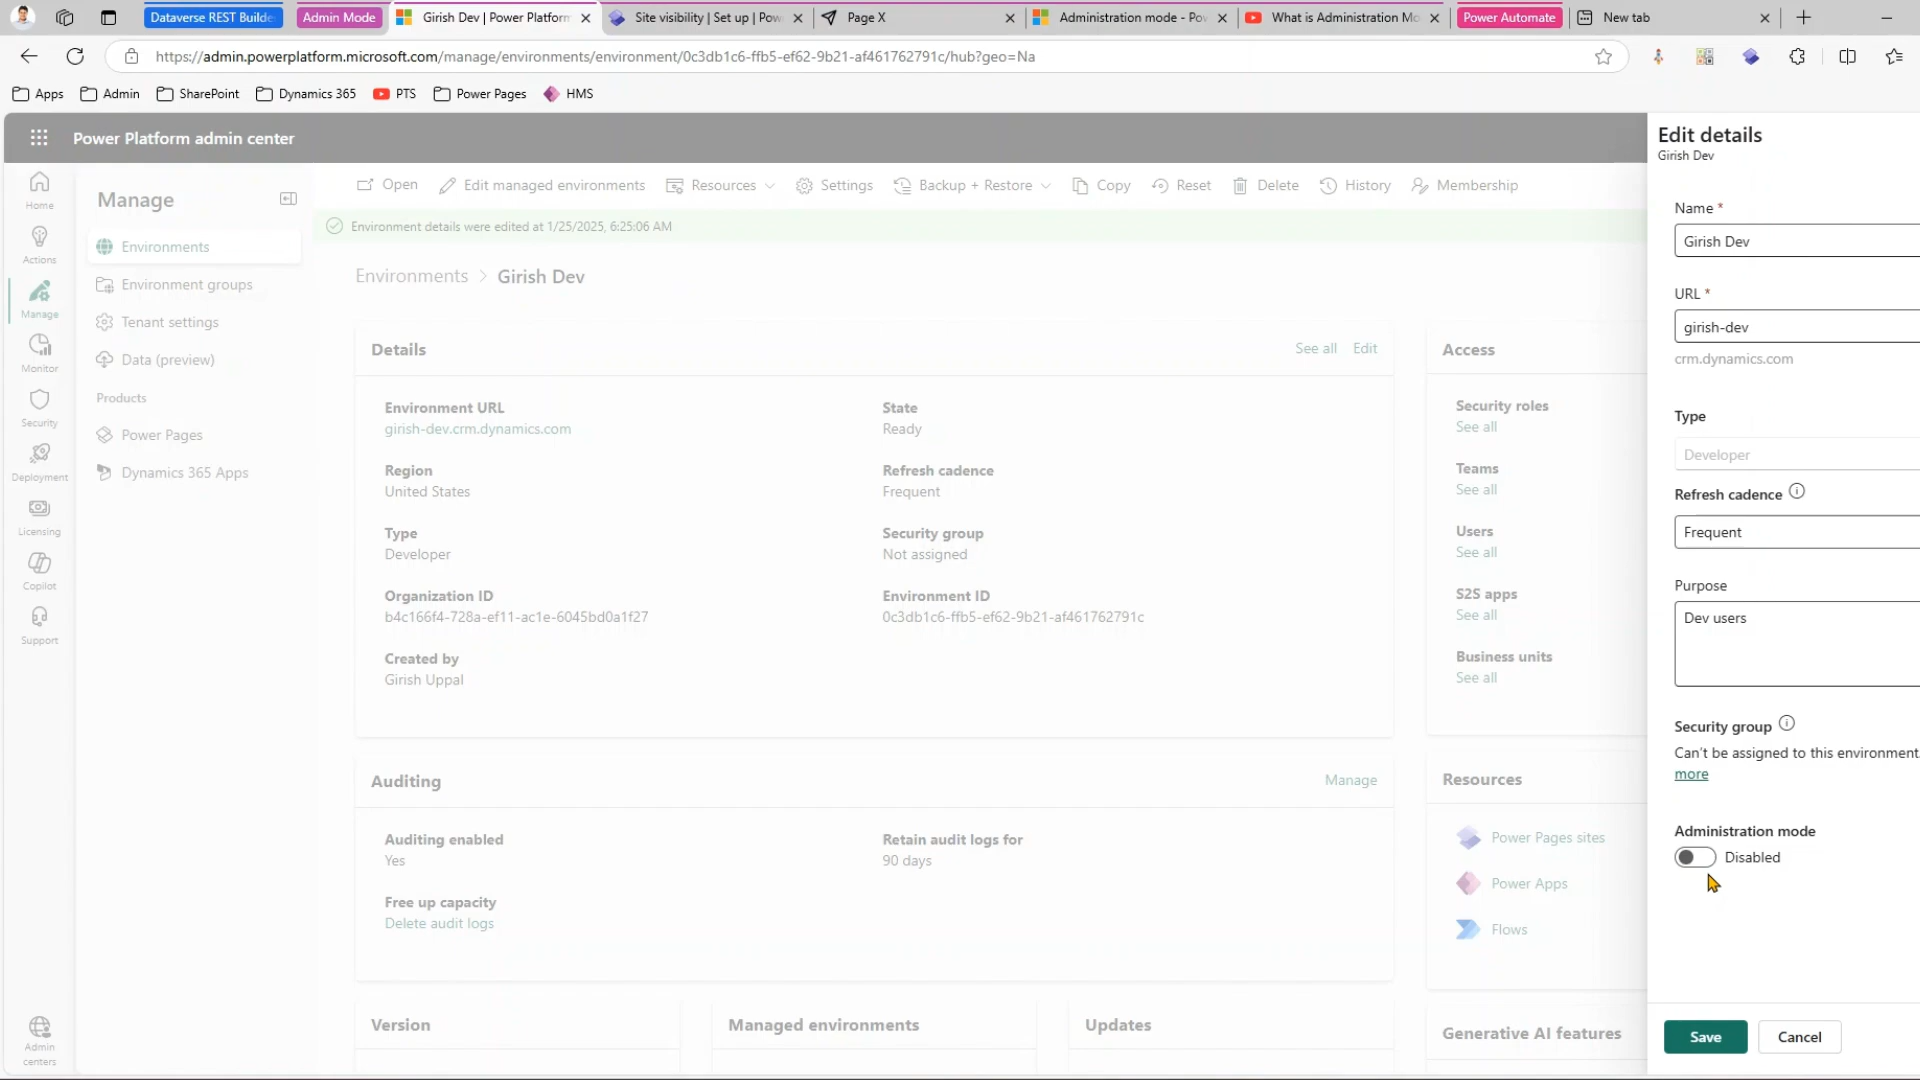 Dataverse REST Builde
Admin Mode
Girish Dev | Power Platform
Site visibility | Set up | Pow
Page X
Administration mode - Pow
What is Administration Mo
Power Automate
New tab
https://admin.powerplatform.microsoft.com/manage/environments/environment/0c3db1c6-ffb5-ef62-9b21-af461762791c/hub?geo=Na
Apps
Admin
SharePoint
Dynamics 365
PTS
Power Pages
HMS
Power Platform admin center
Home
Actions
Manage
Monitor
Security
Deployment
Licensing
Copilot
Support
Admin
centers
Manage
Environments
Environment groups
Tenant settings
Data (preview)
Products
Power Pages
Dynamics 365 Apps
Open
Edit managed environments
Resources
Settings
Backup + Restore
Copy
Reset
Delete
History
Membership
Environment details were edited at 1/25/2025, 6:25:06 AM
Environments > Girish Dev
Details
See all
Edit
Environment URL
girish-dev.crm.dynamics.com
State
Ready
Region
United States
Refresh cadence
Frequent
Type
Developer
Security group
Not assigned
Organization ID
b4c166f4-728a-ef11-ac1e-6045bd0a1f27
Environment ID
0c3db1c6-ffb5-ef62-9b21-af461762791c
Created by
Girish Uppal
Auditing
Manage
Auditing enabled
Yes
Retain audit logs for
90 days
Free up capacity
Delete audit logs
Version
Managed environments
Updates
Access
Security roles
See all
Teams
See all
Users
See all
S2S apps
See all
Business units
See all
Resources
Power Pages sites
Power Apps
Flows
Generative AI features
Edit details
Girish Dev
Name *
Girish Dev
URL *
girish-dev
crm.dynamics.com
Type
Developer
Refresh cadence
Frequent
Purpose
Dev users
Security group
Can't be assigned to this environment.
more
Administration mode
Disabled
Save
Cancel